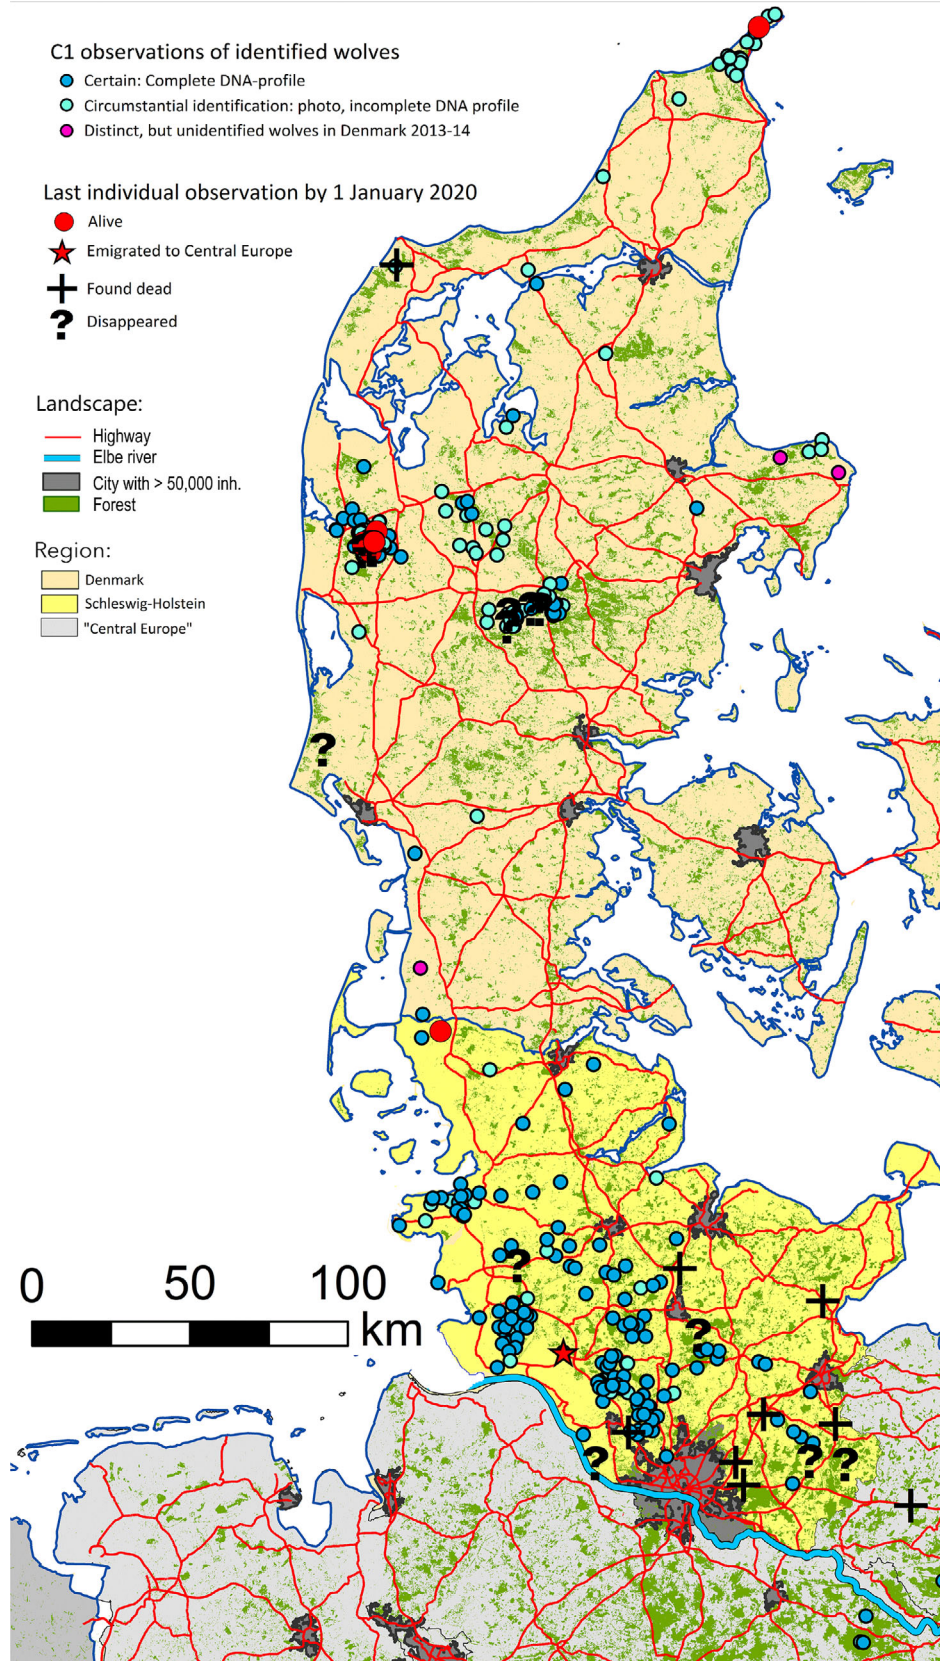 C1 observations of identified wolves
Certain: Complete DNA-profile
Circumstantial identification: photo, incomplete DNA profile
Distinct, but unidentified wolves in Denmark 2013-14
Last individual observation by 1 January 2020
Alive
Emigrated to Central Europe
Found dead
? Disappeared
Landscape:
Highway
Elbe river
City with > 50,000 inh.
Forest
Region:
Denmark
Schleswig-Holstein
"Central Europe"
0 50 100
km